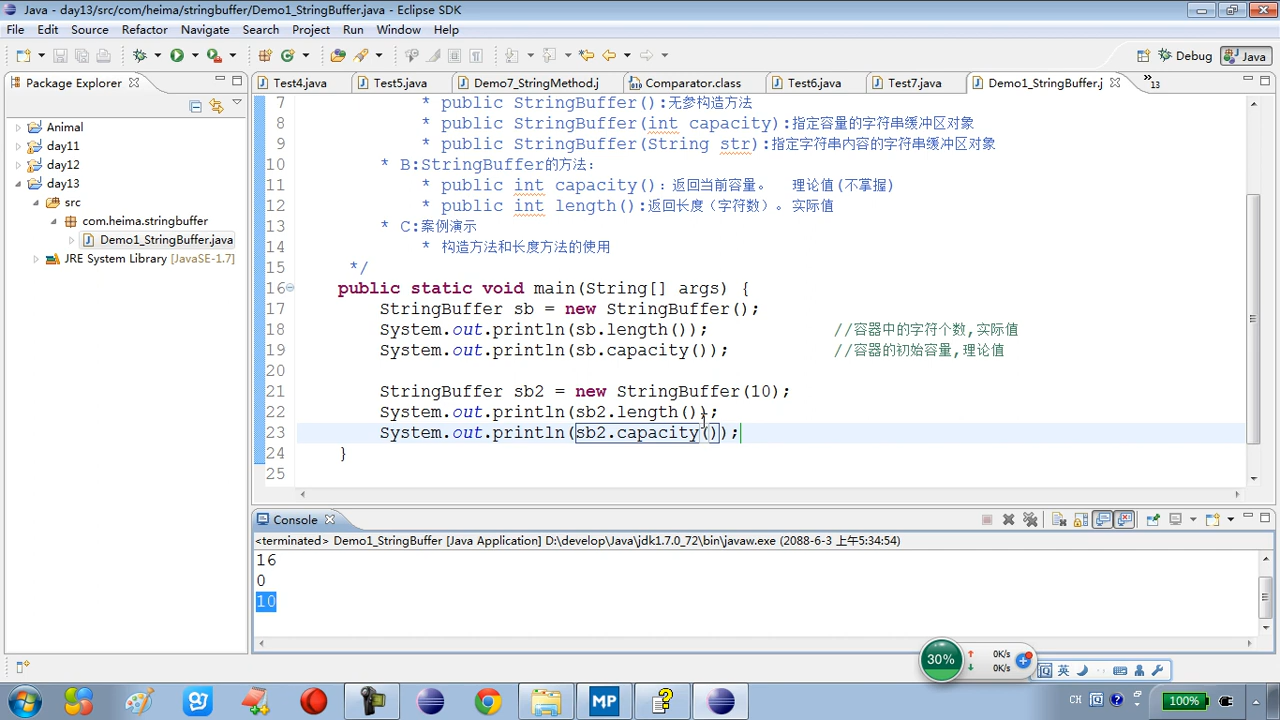 Java - day13/src/com/heima/stringbuffer/Demo1_StringBuffer.java - Eclipse SDK
File Edit Source Refactor Navigate Search Project Run Window Help
Debug Java
Package Explorer
Test4.java Test5.java Demo7_StringMethod.j Comparator.class Test6.java Test7.java Demo1_StringBuffer.j »13
Animal
day11
day12
day13
src
com.heima.stringbuffer
Demo1_StringBuffer.java
JRE System Library [JavaSE-1.7]
7 * public StringBuffer():无参构造方法
8 * public StringBuffer(int capacity):指定容量的字符串缓冲区对象
9 * public StringBuffer(String str):指定字符串内容的字符串缓冲区对象
10 * B:StringBuffer的方法：
11 * public int capacity()：返回当前容量。 理论值(不掌握)
12 * public int length():返回长度（字符数）。实际值
13 * C:案例演示
14 * 构造方法和长度方法的使用
15 */
16 public static void main(String[] args) {
17 StringBuffer sb = new StringBuffer();
18 System.out.println(sb.length()); //容器中的字符个数,实际值
19 System.out.println(sb.capacity()); //容器的初始容量,理论值
20
21 StringBuffer sb2 = new StringBuffer(10);
22 System.out.println(sb2.length());
23 System.out.println(sb2.capacity());
24 }
25
Console
<terminated> Demo1_StringBuffer [Java Application] D:\develop\Java\jdk1.7.0_72\bin\javaw.exe (2088-6-3 上午5:34:54)
16
0
10
30% 0K/s
0K/s
英
MP CH 100%